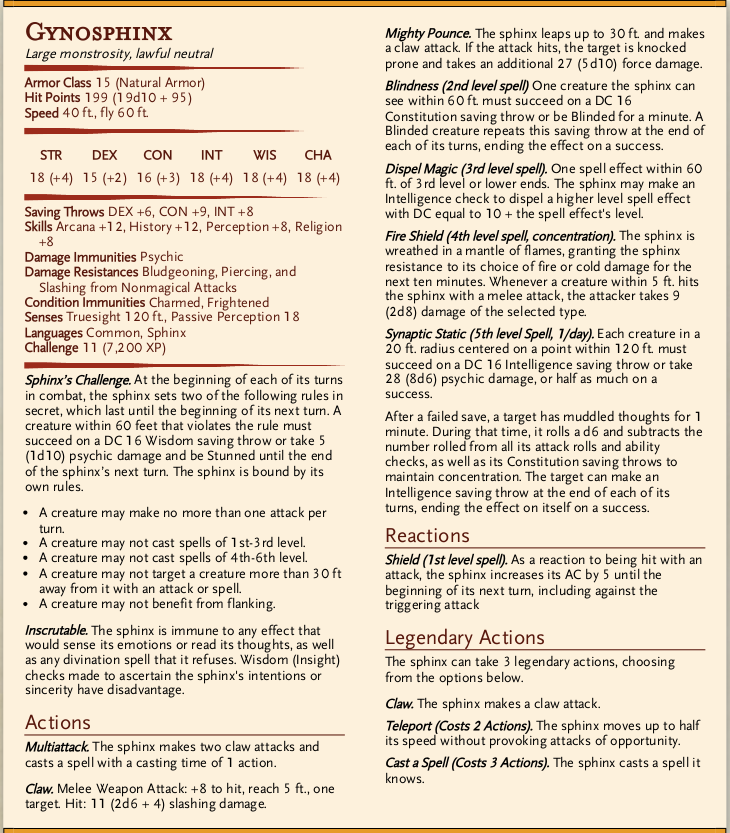 Gynosphinx
Large monstrosity, lawful neutral
Armor Class 15 (Natural Armor)
Hit Points 199 (19d10 + 95)
Speed 40 ft., fly 60 ft.
STR DEX CON INT WIS CHA
18 (+4) 15 (+2) 16 (+3) 18 (+4) 18 (+4) 18 (+4)
Saving Throws DEX +6, CON +9, INT +8
Skills Arcana +12, History +12, Perception +8, Religion
+8
Damage Immunities Psychic
Damage Resistances Bludgeoning, Piercing, and
Slashing from Nonmagical Attacks
Condition Immunities Charmed, Frightened
Senses Truesight 120 ft., Passive Perception 18
Languages Common, Sphinx
Challenge 11 (7,200 XP)
Sphinx's Challenge. At the beginning of each of its turns
in combat, the sphinx sets two of the following rules in
secret, which last until the beginning of its next turn. A
creature within 60 feet that violates the rule must
succeed on a DC 16 Wisdom saving throw or take 5
(1d10) psychic damage and be Stunned until the end
of the sphinx's next turn. The sphinx is bound by its
own rules.
• A creature may make no more than one attack per
turn.
• A creature may not cast spells of 1st-3rd level.
• A creature may not cast spells of 4th-6th level.
• A creature may not target a creature more than 30 ft
away from it with an attack or spell.
• A creature may not benefit from flanking.
Inscrutable. The sphinx is immune to any effect that
would sense its emotions or read its thoughts, as well
as any divination spell that it refuses. Wisdom (Insight)
checks made to ascertain the sphinx's intentions or
sincerity have disadvantage.
Actions
Multiattack. The sphinx makes two claw attacks and
casts a spell with a casting time of 1 action.
Claw. Melee Weapon Attack: +8 to hit, reach 5 ft., one
target. Hit: 11 (2d6 + 4) slashing damage.
Mighty Pounce. The sphinx leaps up to 30 ft. and makes
a claw attack. If the attack hits, the target is knocked
prone and takes an additional 27 (5d10) force damage.
Blindness (2nd level spell) One creature the sphinx can
see within 60 ft. must succeed on a DC 16
Constitution saving throw or be Blinded for a minute. A
Blinded creature repeats this saving throw at the end of
each of its turns, ending the effect on a success.
Dispel Magic (3rd level spell). One spell effect within 60
ft. of 3rd level or lower ends. The sphinx may make an
Intelligence check to dispel a higher level spell effect
with DC equal to 10 + the spell effect's level.
Fire Shield (4th level spell, concentration). The sphinx is
wreathed in a mantle of flames, granting the sphinx
resistance to its choice of fire or cold damage for the
next ten minutes. Whenever a creature within 5 ft. hits
the sphinx with a melee attack, the attacker takes 9
(2d8) damage of the selected type.
Synaptic Static (5th level Spell, 1/day). Each creature in a
20 ft. radius centered on a point within 120 ft. must
succeed on a DC 16 Intelligence saving throw or take
28 (8d6) psychic damage, or half as much on a
success.
After a failed save, a target has muddled thoughts for 1
minute. During that time, it rolls a d6 and subtracts the
number rolled from all its attack rolls and ability
checks, as well as its Constitution saving throws to
maintain concentration. The target can make an
Intelligence saving throw at the end of each of its
turns, ending the effect on itself on a success.
Reactions
Shield (1st level spell). As a reaction to being hit with an
attack, the sphinx increases its AC by 5 until the
beginning of its next turn, including against the
triggering attack
Legendary Actions
The sphinx can take 3 legendary actions, choosing
from the options below.
Claw. The sphinx makes a claw attack.
Teleport (Costs 2 Actions). The sphinx moves up to half
its speed without provoking attacks of opportunity.
Cast a Spell (Costs 3 Actions). The sphinx casts a spell it
knows.